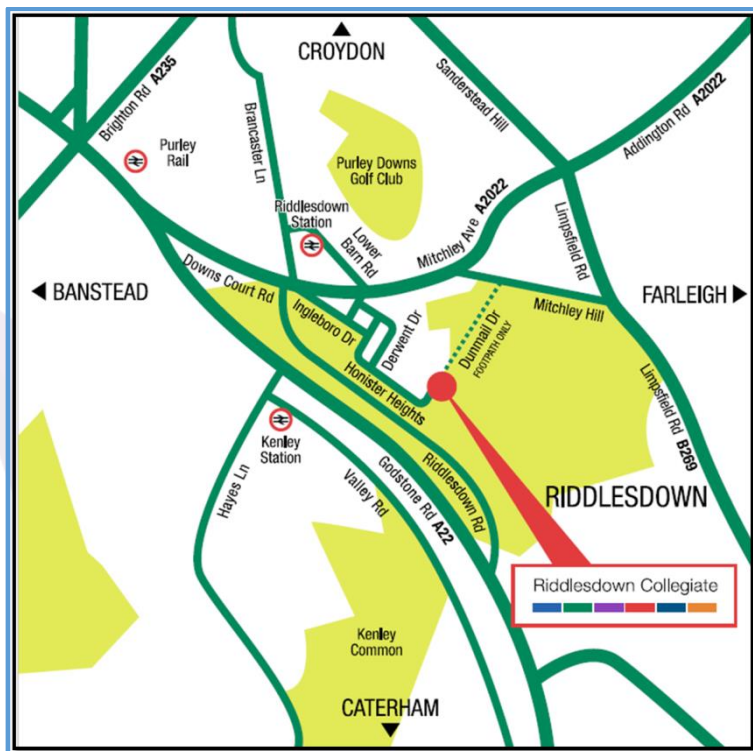 CROYDON
Brighton Rd A235
Brancaster Ln
Sanderstead Hill
Addington Rd A2022
Purley
Rail
Purley Downs
Golf Club
Riddlesdown
Station
Lower
Barn Rd
Mitchley Ave A2022
Limpsfield Rd
BANSTEAD
Downs Court Rd
Ingleboro Dr
Derwent Dr
Dunmail Dr
FOOTPATH ONLY
Mitchley Hill
FARLEIGH
Honister Heights
Limpsfield Rd B269
Kenley
Station
Hayes Ln
Valley Rd
Godstone Rd A22
Riddlesdown Rd
RIDDLESDOWN
Riddlesdown Collegiate
Kenley
Common
CATERHAM